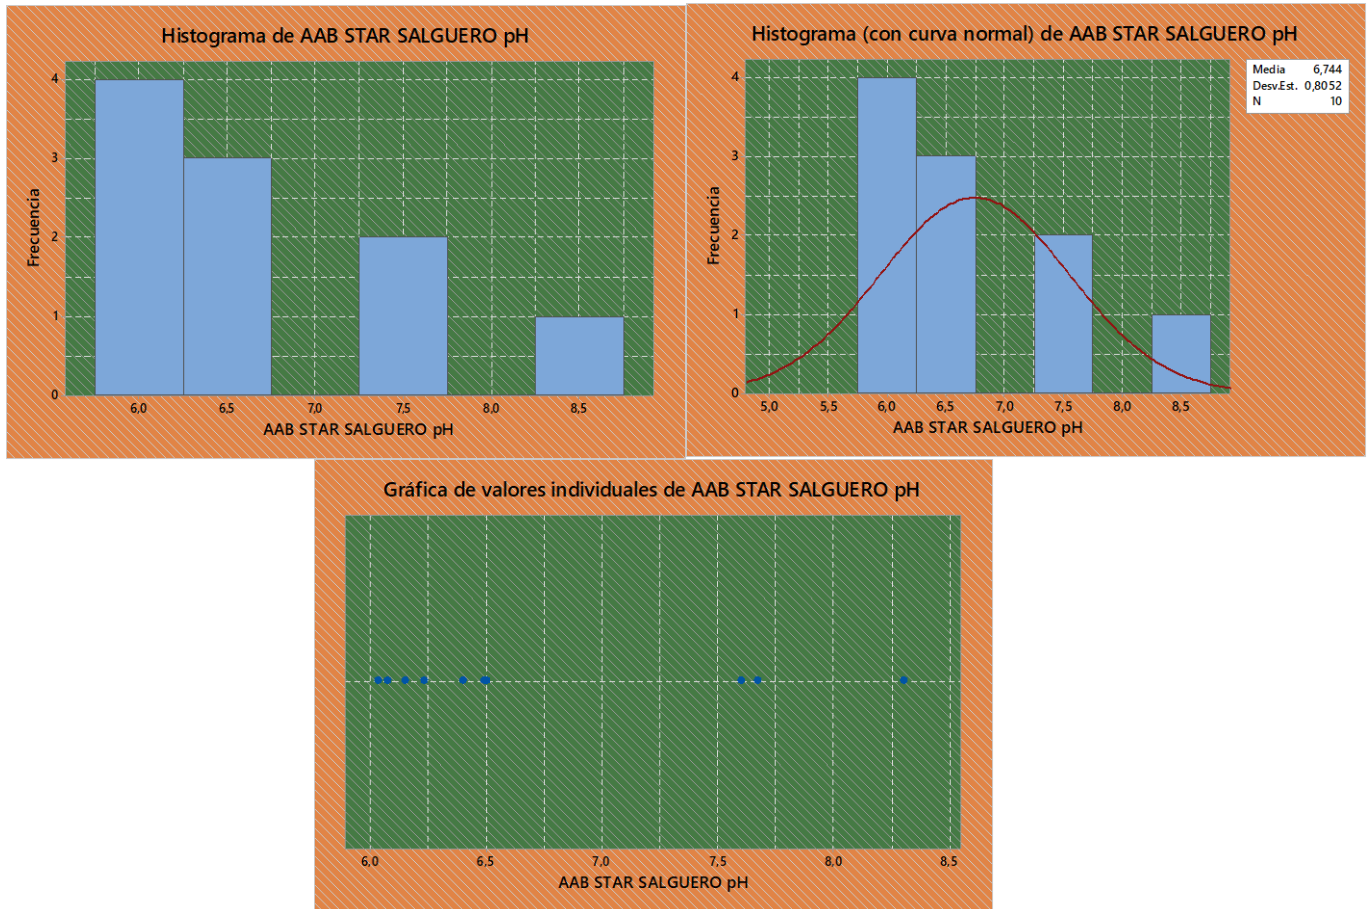 Histograma de AAB STAR SALGUERO pH
Frecuencia
4
3
2
1
0
6,0 6,5 7,0 7,5 8,0 8,5
AAB STAR SALGUERO pH
Histograma (con curva normal) de AAB STAR SALGUERO pH
Media 6,744
Desv.Est. 0,8052
N 10
Frecuencia
4
3
2
1
0
5,0 5,5 6,0 6,5 7,0 7,5 8,0 8,5
AAB STAR SALGUERO pH
Gráfica de valores individuales de AAB STAR SALGUERO pH
6,0 6,5 7,0 7,5 8,0 8,5
AAB STAR SALGUERO pH